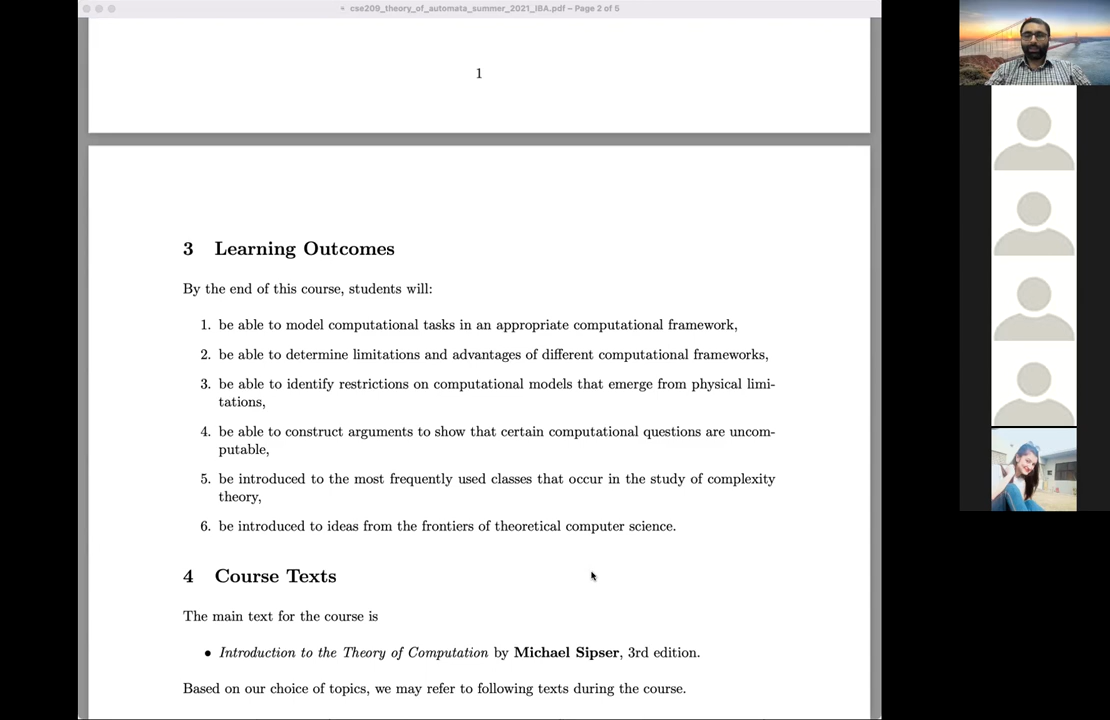 cse209_theory_of_automata_summer_2021_IBA.pdf – Page 2 of 5
1
3 Learning Outcomes
By the end of this course, students will:
1. be able to model computational tasks in an appropriate computational framework,
2. be able to determine limitations and advantages of different computational frameworks,
3. be able to identify restrictions on computational models that emerge from physical limi-
tations,
4. be able to construct arguments to show that certain computational questions are uncom-
putable,
5. be introduced to the most frequently used classes that occur in the study of complexity
theory,
6. be introduced to ideas from the frontiers of theoretical computer science.
4 Course Texts
The main text for the course is
• Introduction to the Theory of Computation by Michael Sipser, 3rd edition.
Based on our choice of topics, we may refer to following texts during the course.